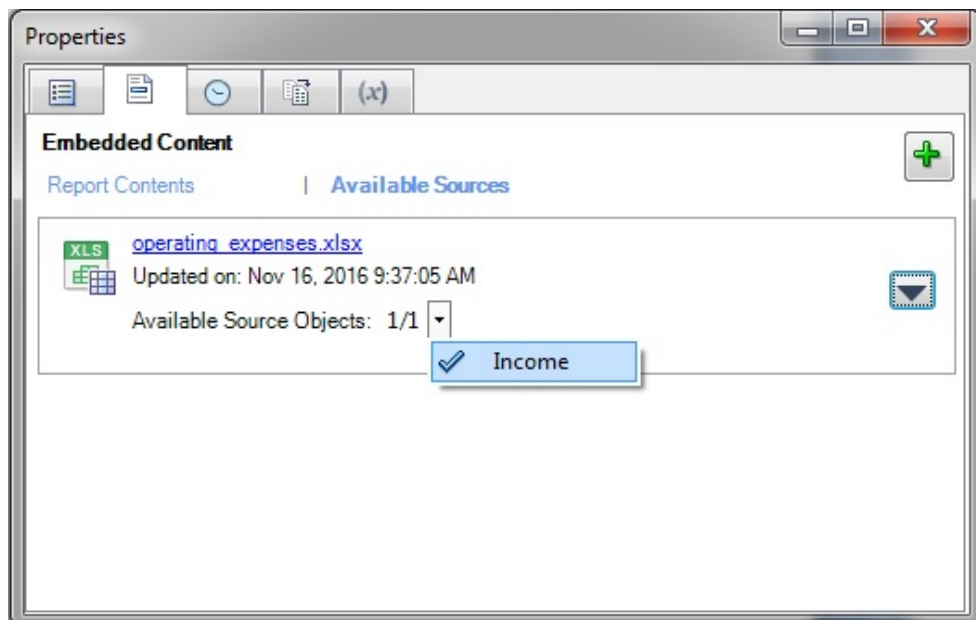 Properties
(x)
Embedded Content
Report Contents | Available Sources
XLS
operating_expenses.xlsx
Updated on: Nov 16, 2016 9:37:05 AM
Available Source Objects: 1/1
Income